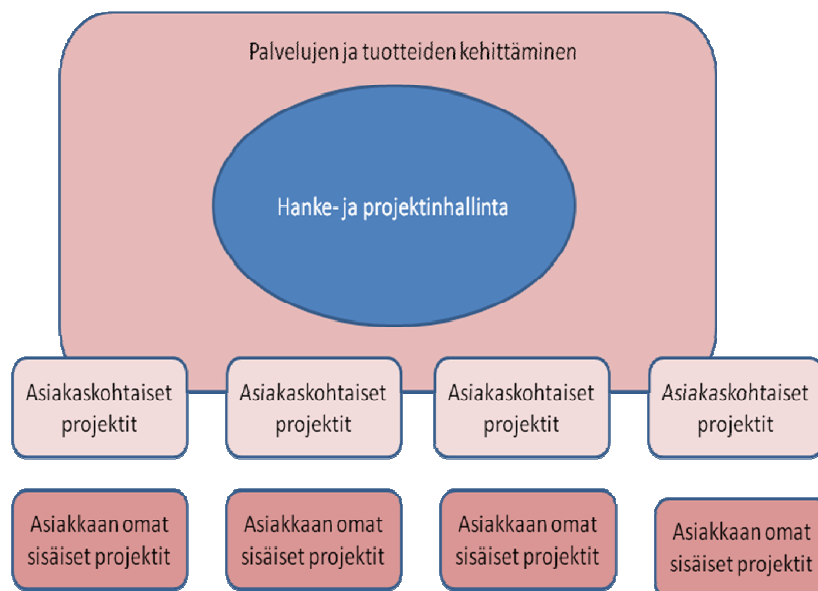 Palvelujen ja tuotteiden kehittäminen
Hanke- ja projektinhallinta
Asiakaskohtaiset
projektit
Asiakaskohtaiset
projektit
Asiakaskohtaiset
projektit
Asiakaskohtaiset
projektit
Asiakkaan omat
sisäiset projektit
Asiakkaan omat
sisäiset projektit
Asiakkaan omat
sisäiset projektit
Asiakkaan omat
sisäiset projektit